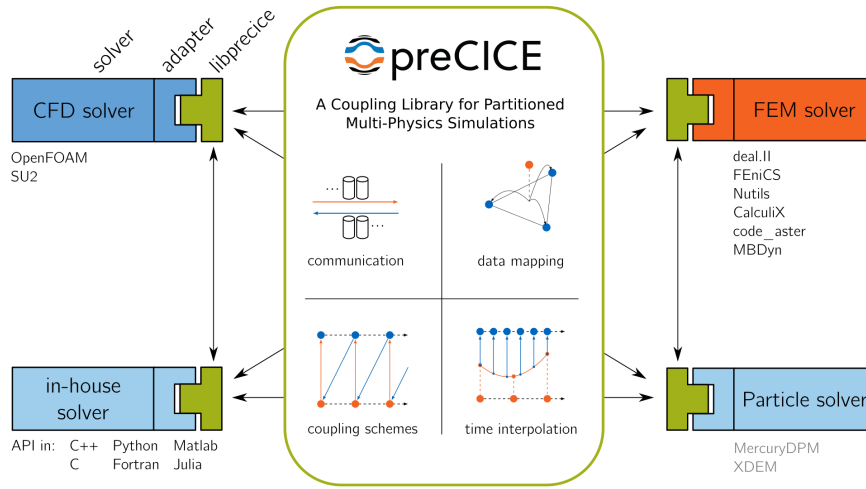 solver
adapter
libprecice
preCICE
A Coupling Library for Partitioned
Multi-Physics Simulations
CFD solver
OpenFOAM
SU2
FEM solver
deal.II
FEniCS
Nutils
CalculiX
code_aster
MBDyn
communication
data mapping
coupling schemes
time interpolation
in-house
solver
API in: C++ Python Matlab
C Fortran Julia
Particle solver
MercuryDPM
XDEM